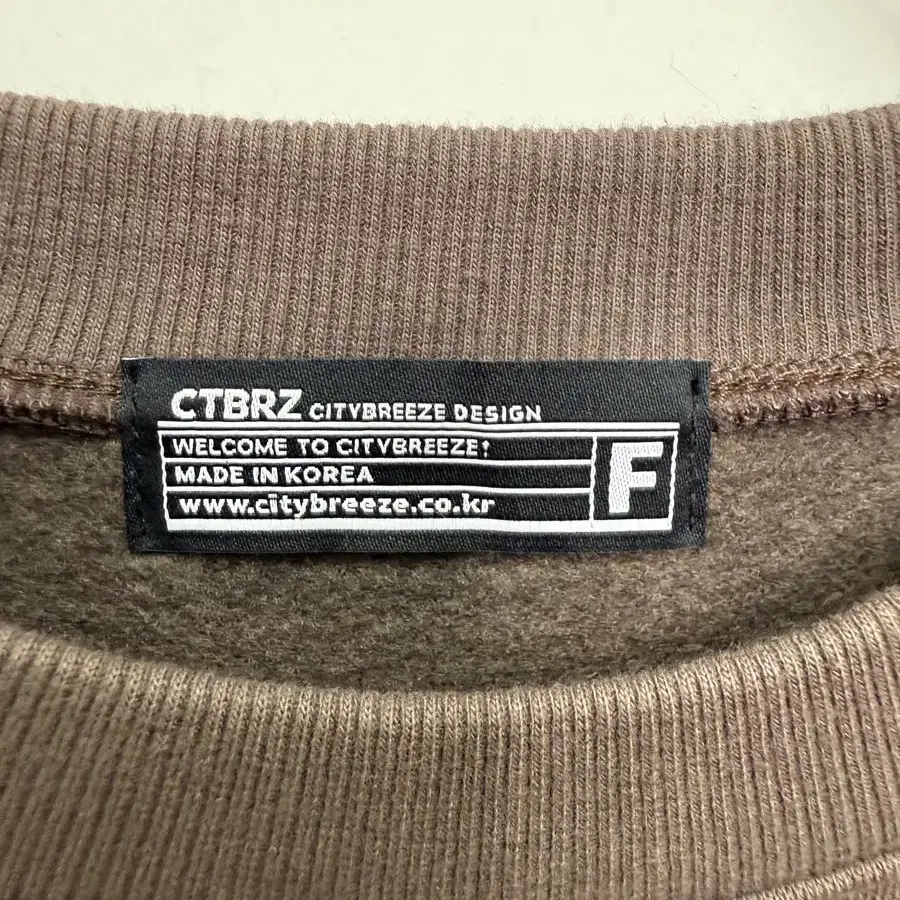 CTBRZ CITYBREEZE DESIGN
WELCOME TO CITYBREEZE!
MADE IN KOREA
www.citybreeze.co.kr
F